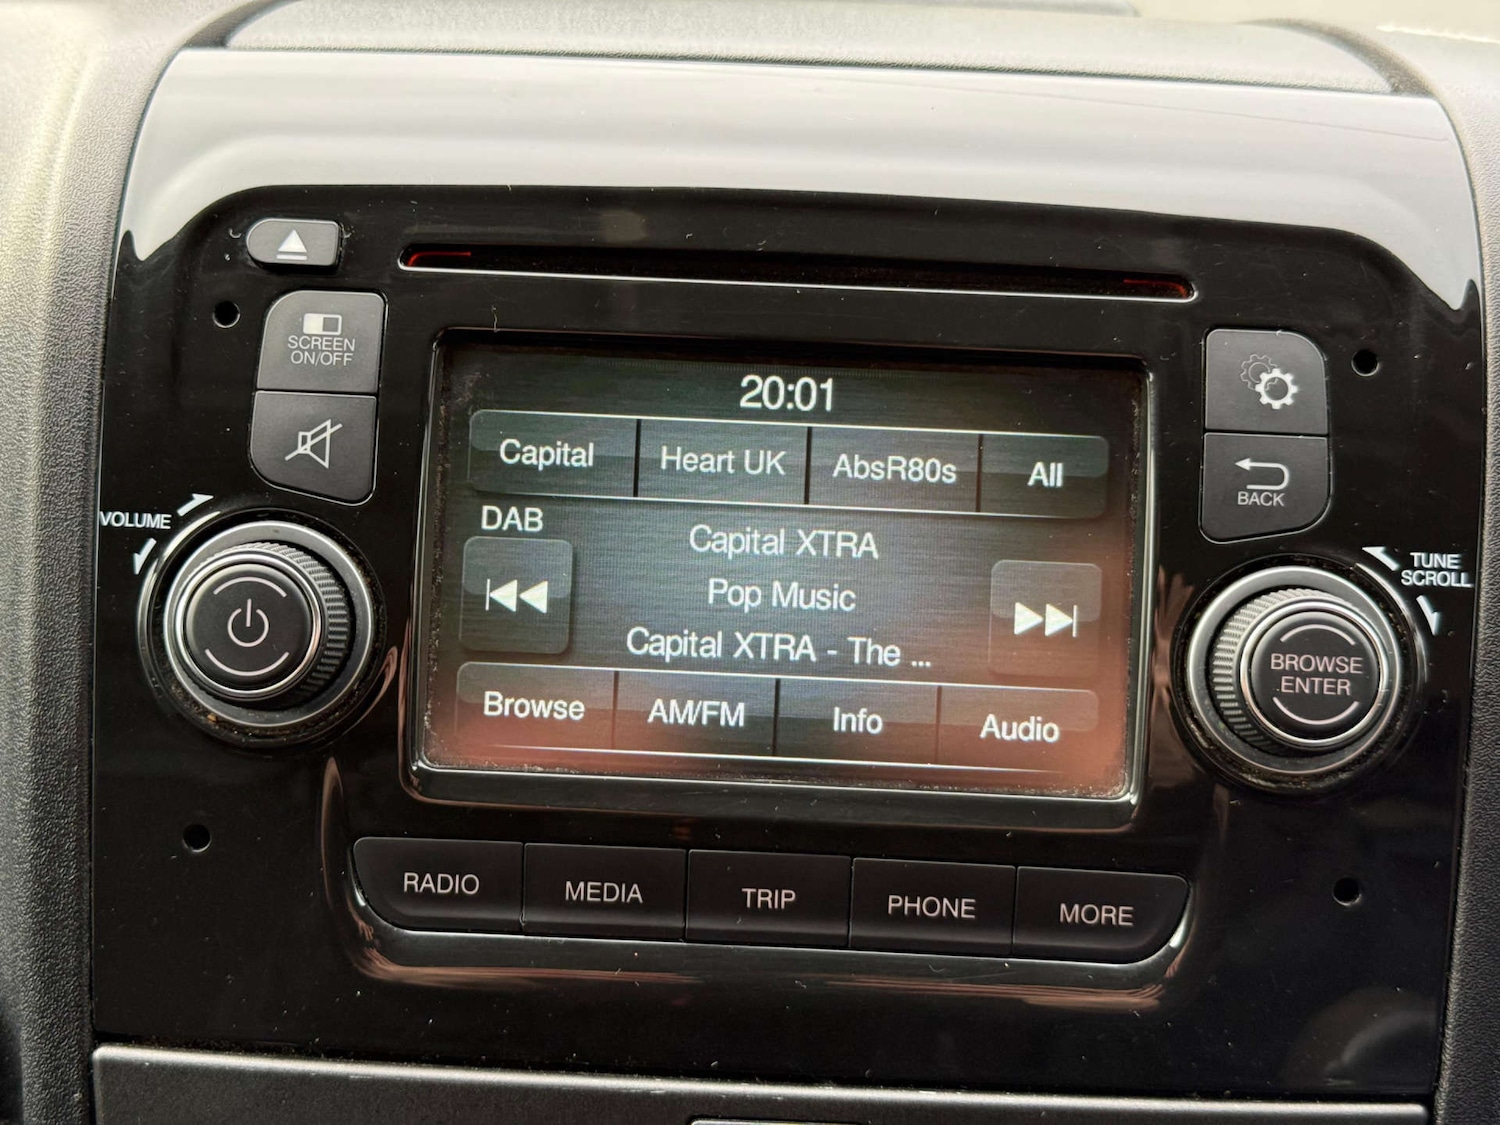 SCREEN
ON/OFF
VOLUME
20:01
Capital Heart UK AbsR80s All
DAB
Capital XTRA
Pop Music
Capital XTRA - The ...
Browse AM/FM Info Audio
BACK
TUNE
SCROLL
BROWSE
ENTER
RADIO MEDIA TRIP PHONE MORE